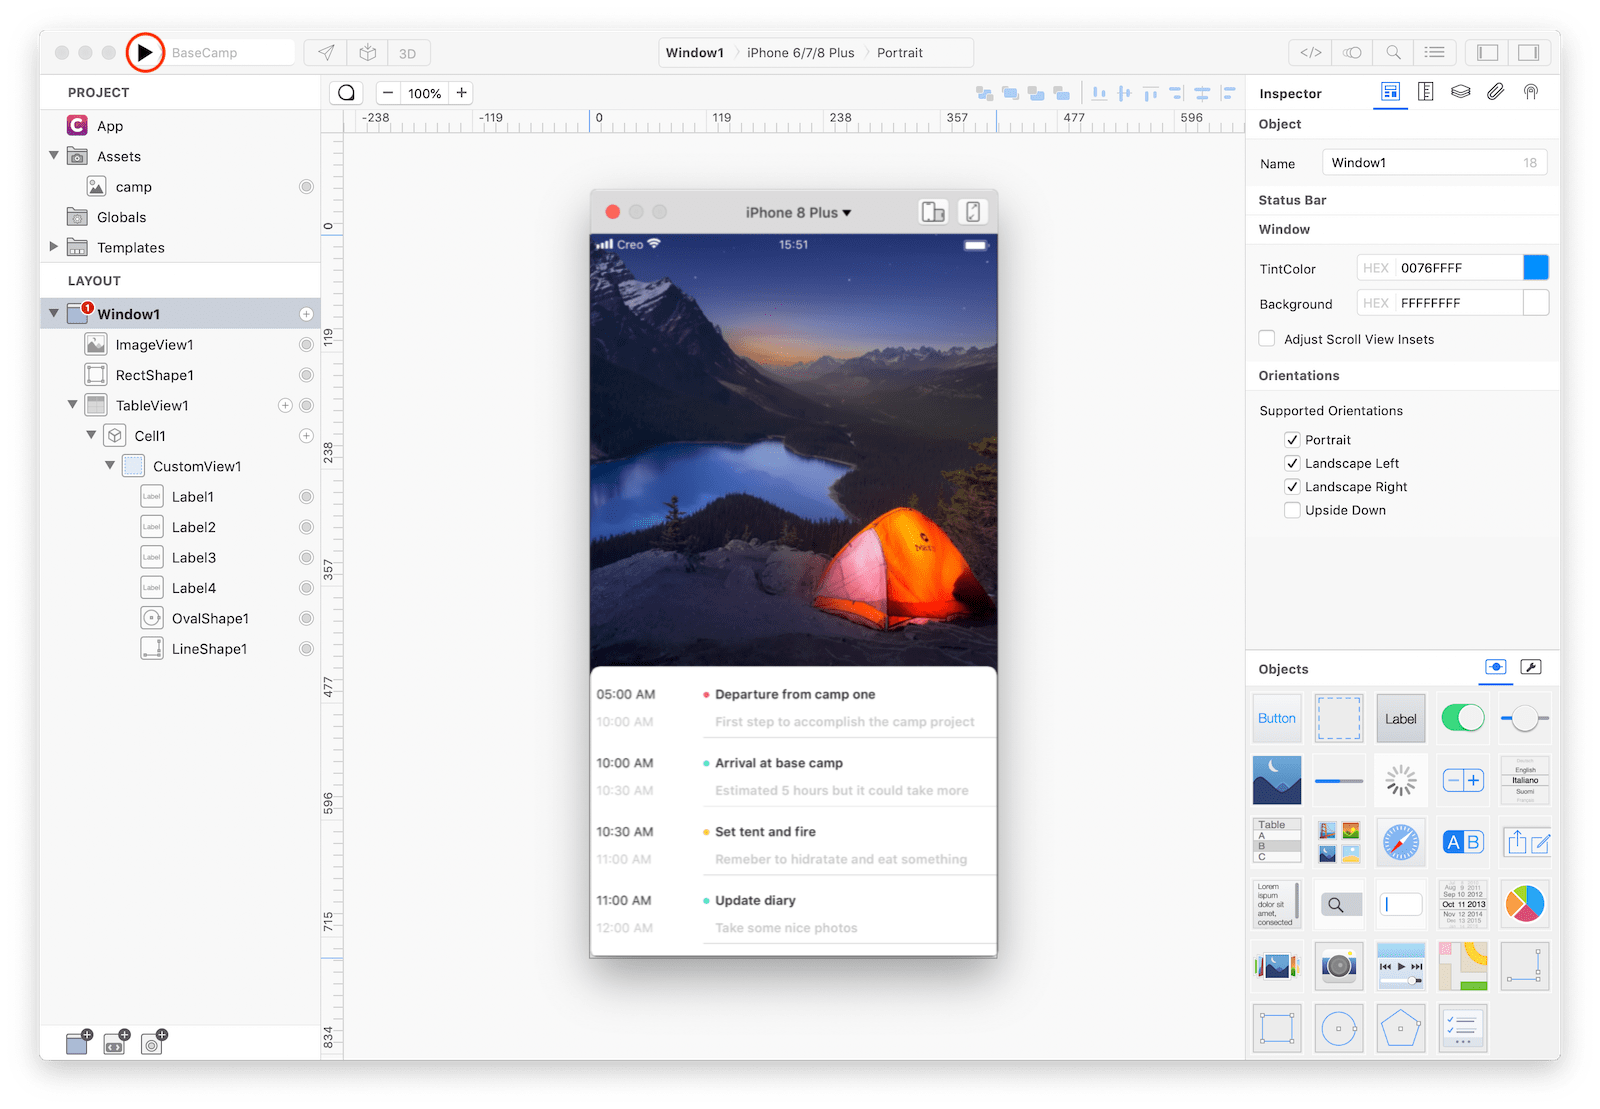 BaseCamp
3D
Window1
iPhone 6/7/8 Plus
Portrait
</>
PROJECT
App
Assets
camp
Globals
Templates
LAYOUT
1
Window1
ImageView1
RectShape1
TableView1
Cell1
CustomView1
Label
Label1
Label
Label2
Label
Label3
Label
Label4
OvalShape1
LineShape1
100%
-238
-119
0
119
238
357
477
596
0
119
238
357
477
596
715
834
iPhone 8 Plus
Creo
15:51
05:00 AM
Departure from camp one
10:00 AM
First step to accomplish the camp project
10:00 AM
Arrival at base camp
10:30 AM
Estimated 5 hours but it could take more
10:30 AM
Set tent and fire
11:00 AM
Remeber to hidratate and eat something
11:00 AM
Update diary
12:00 AM
Take some nice photos
Inspector
Object
Name
Window1
18
Status Bar
Window
TintColor
HEX
0076FFFF
Background
HEX
FFFFFFFF
Adjust Scroll View Insets
Orientations
Supported Orientations
Portrait
Landscape Left
Landscape Right
Upside Down
Objects
Button
Label
English
Italiano
Suomi
Table
A
B
C
A B
Lorem
ispum
dolor sit
amet,
consected
Aug 9 2011
Sep 10 2012
Oct 11 2013
Nov 12 2014
Dec 13 2015